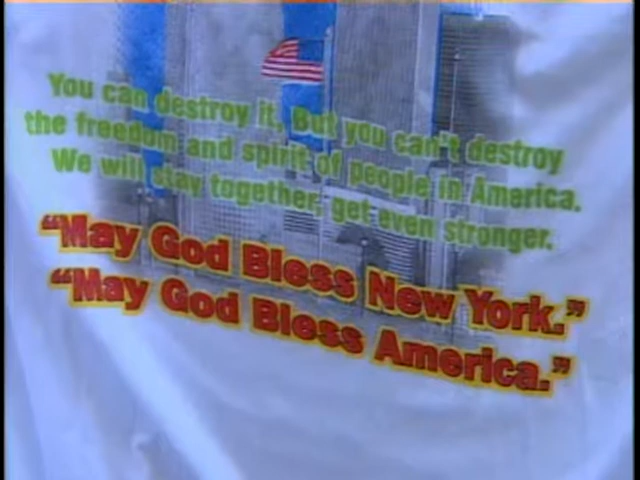 You can destroy it, But you can't destroy
the freedom and spirit of people in America.
We will stay together, get even stronger.
“May God Bless New York.”
“May God Bless America.”